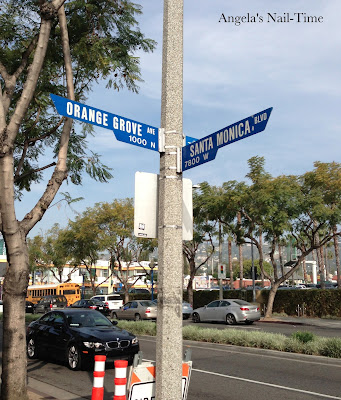 Angela's Nail-Time
ORANGE GROVE AVE
1000 N
SANTA MONICA BLVD
7800 W